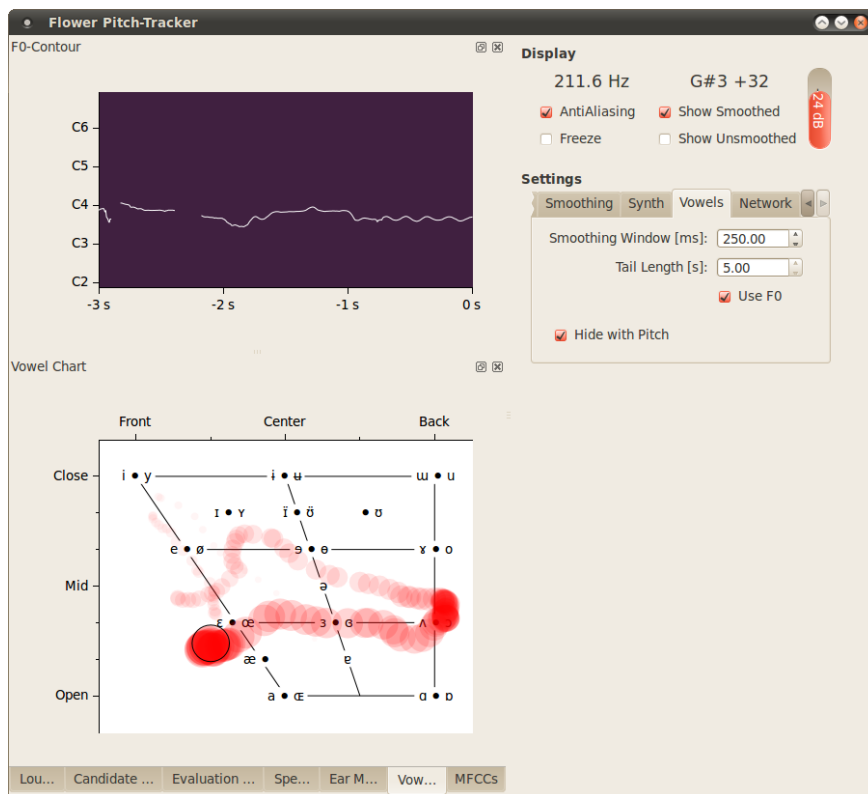 Flower Pitch-Tracker
F0-Contour
C6
C5
C4
C3
C2
-3 s
-2 s
-1 s
0 s
Display
211.6 Hz
G#3 +32
-24 dB
AntiAliasing
Show Smoothed
Freeze
Show Unsmoothed
Settings
Smoothing
Synth
Vowels
Network
Smoothing Window [ms]: 250.00
Tail Length [s]: 5.00
Use F0
Hide with Pitch
Vowel Chart
Front Center Back
Close
i • y ɨ • ʉ ɯ • u
ɪ • ʏ ɪ̈ • ʊ̈ • ʊ
e • ø ɘ • ɵ ɤ • o
Mid
ə
ɛ • œ ɜ • ɞ ʌ • ɔ
æ • ɐ
Open
a • ɶ ɑ • ɒ
Lou... Candidate ... Evaluation ... Spe... Ear M... Vow... MFCCs